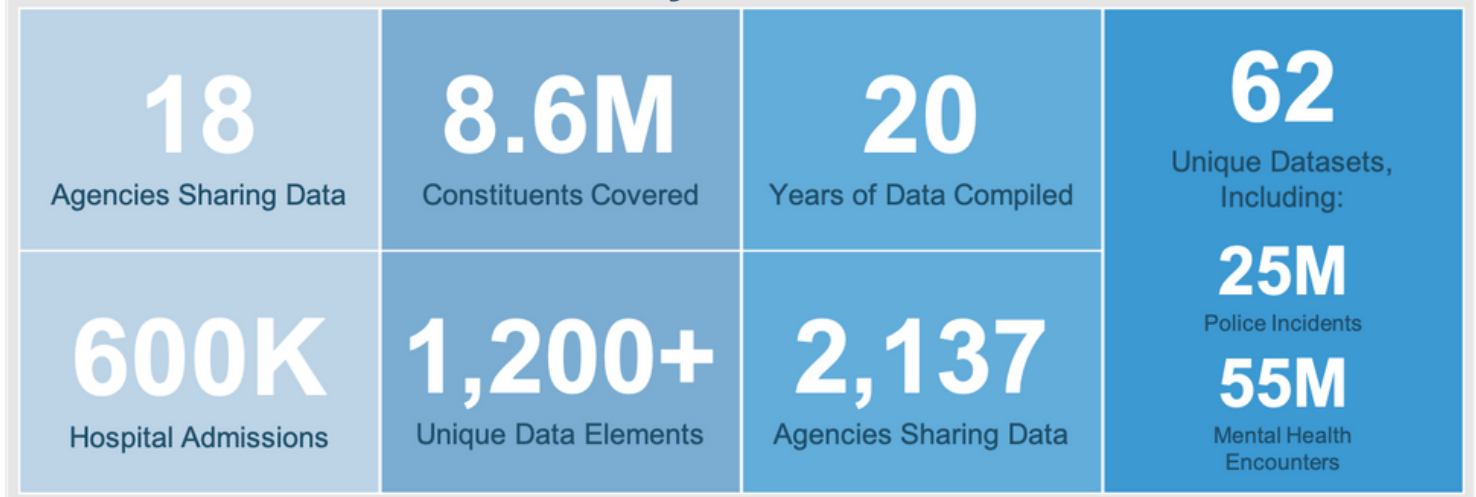 18
Agencies Sharing Data
8.6M
Constituents Covered
20
Years of Data Compiled
62
Unique Datasets,
Including:
25M
Police Incidents
55M
Mental Health
Encounters
600K
Hospital Admissions
1,200+
Unique Data Elements
2,137
Agencies Sharing Data